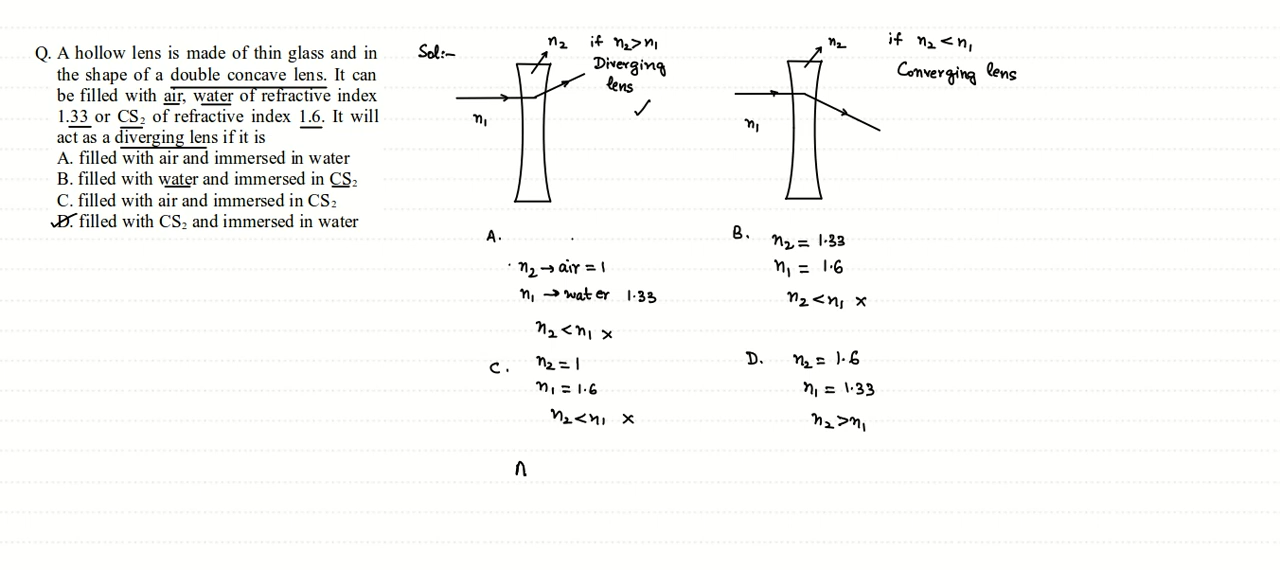 Q. A hollow lens is made of thin glass and in
the shape of a double concave lens. It can
be filled with air, water of refractive index
1.33 or CS₂ of refractive index 1.6. It will
act as a diverging lens if it is
A. filled with air and immersed in water
B. filled with water and immersed in CS₂
C. filled with air and immersed in CS₂
D. filled with CS₂ and immersed in water
Sol:-
n₂ if n₂>n₁
Diverging
lens
n₁
n₂ if n₂<n₁
Converging lens
n₁
A.
n₂→air=1
n₁→water 1.33
n₂<n₁ x
B. n₂= 1.33
n₁ = 1.6
n₂<n₁ x
C. n₂=1
n₁=1.6
n₂<n₁ x
D. n₂= 1.6
n₁ = 1.33
n₂>n₁
n